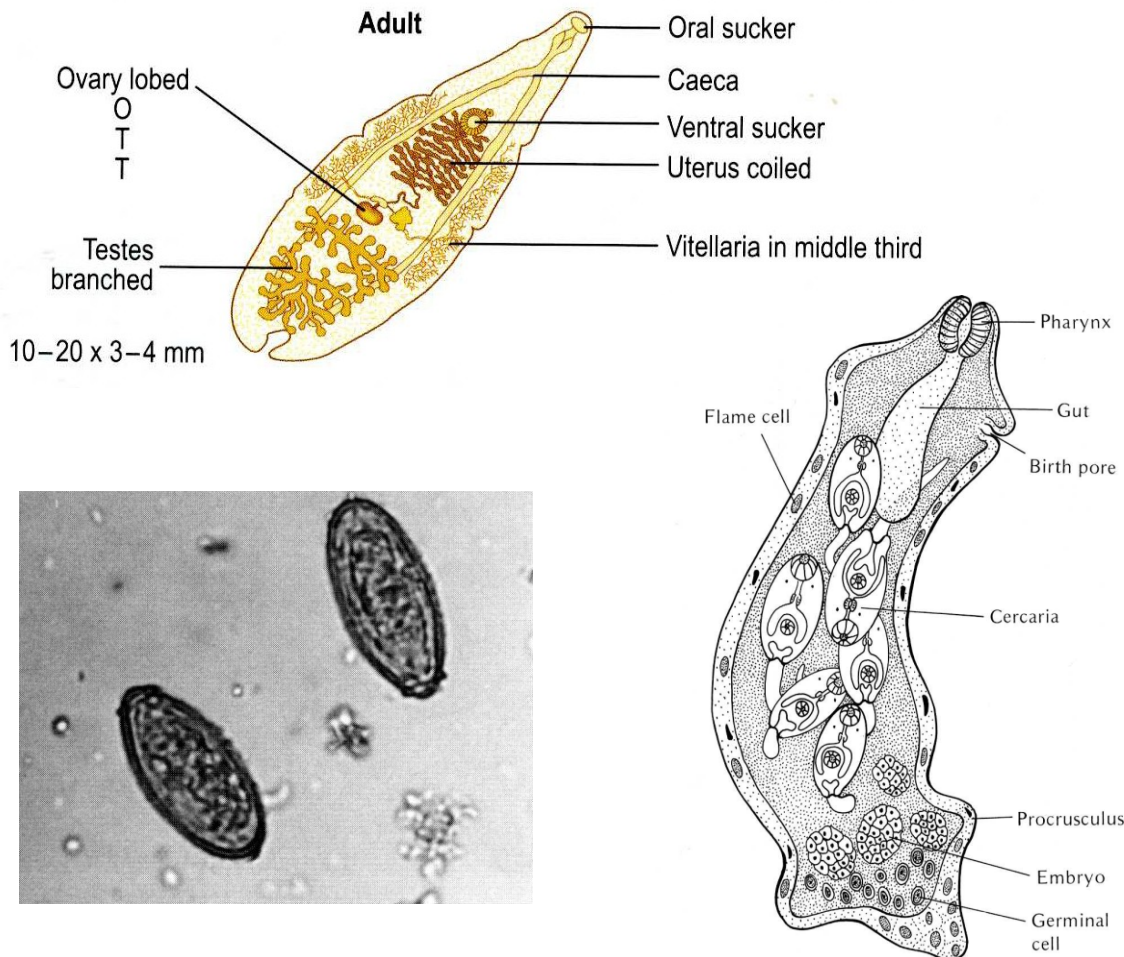 Adult
Oral sucker
Caeca
Ventral sucker
Uterus coiled
Vitellaria in middle third
Ovary lobed
O
T
T
Testes
branched
10–20 x 3–4 mm
Pharynx
Gut
Birth pore
Flame cell
Cercaria
Procrusculus
Embryo
Germinal
cell